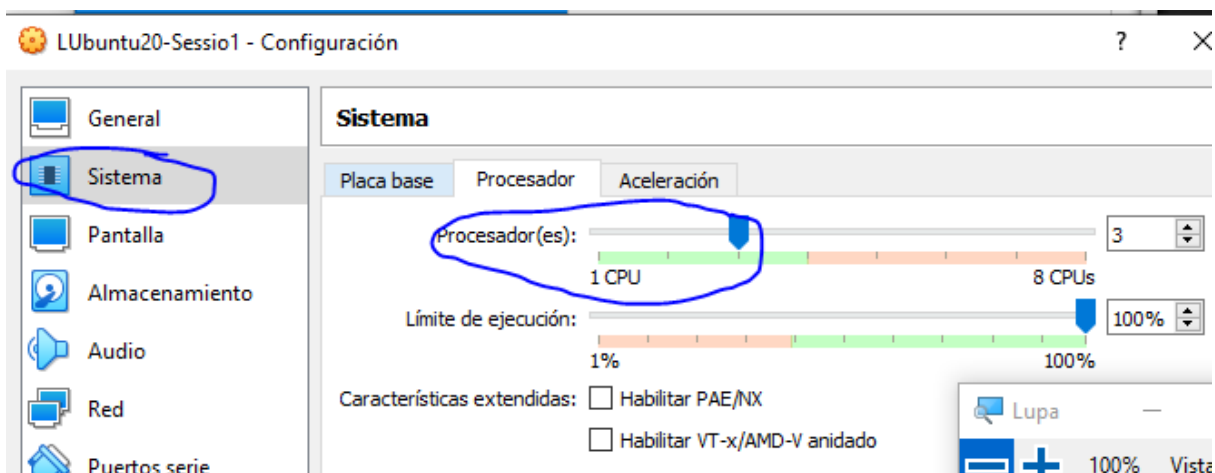 LUbuntu20-Sessio1 - Configuración ?
General
Sistema
Pantalla
Almacenamiento
Audio
Red
Puertos serie
Sistema
Placa base Procesador Aceleración
Procesador(es): 3
1 CPU 8 CPUs
Límite de ejecución: 100%
1% 100%
Características extendidas: Habilitar PAE/NX
Habilitar VT-x/AMD-V anidado
Lupa
100% Vista